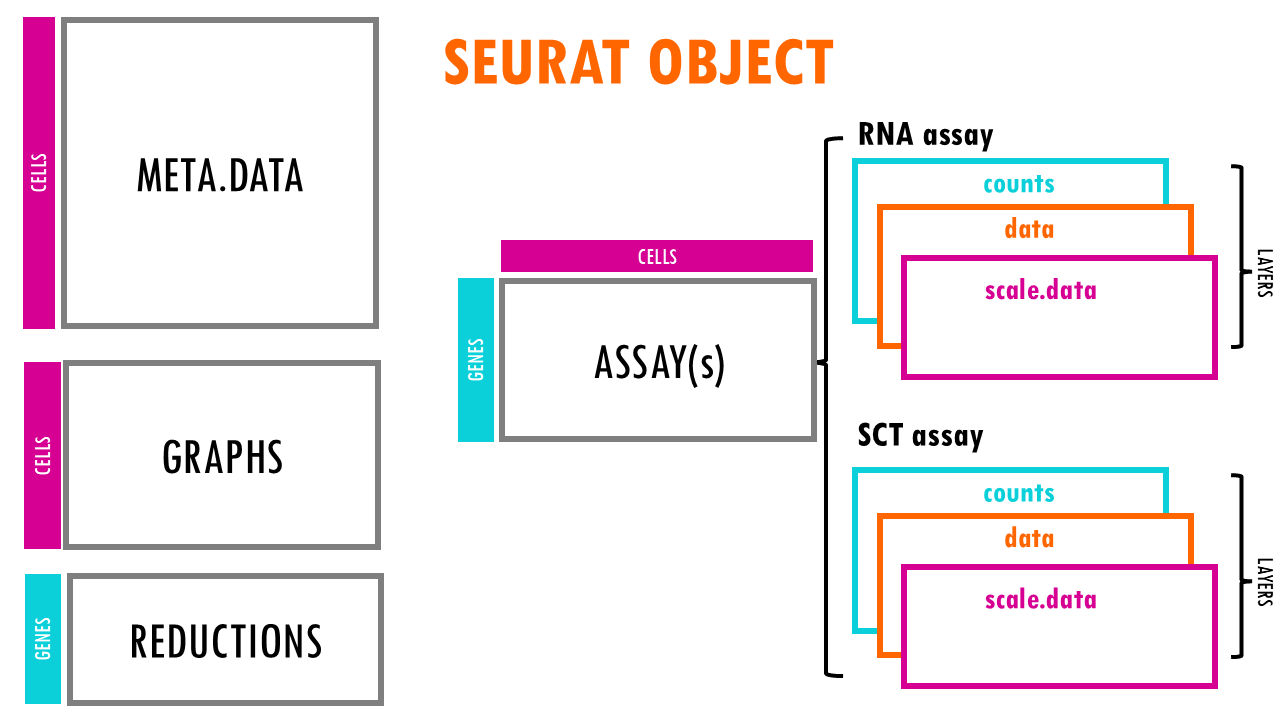 SEURAT OBJECT
CELLS
META.DATA
CELLS
GRAPHS
GENES
REDUCTIONS
CELLS
GENES
ASSAY(s)
RNA assay
counts
data
scale.data
LAYERS
SCT assay
counts
data
scale.data
LAYERS